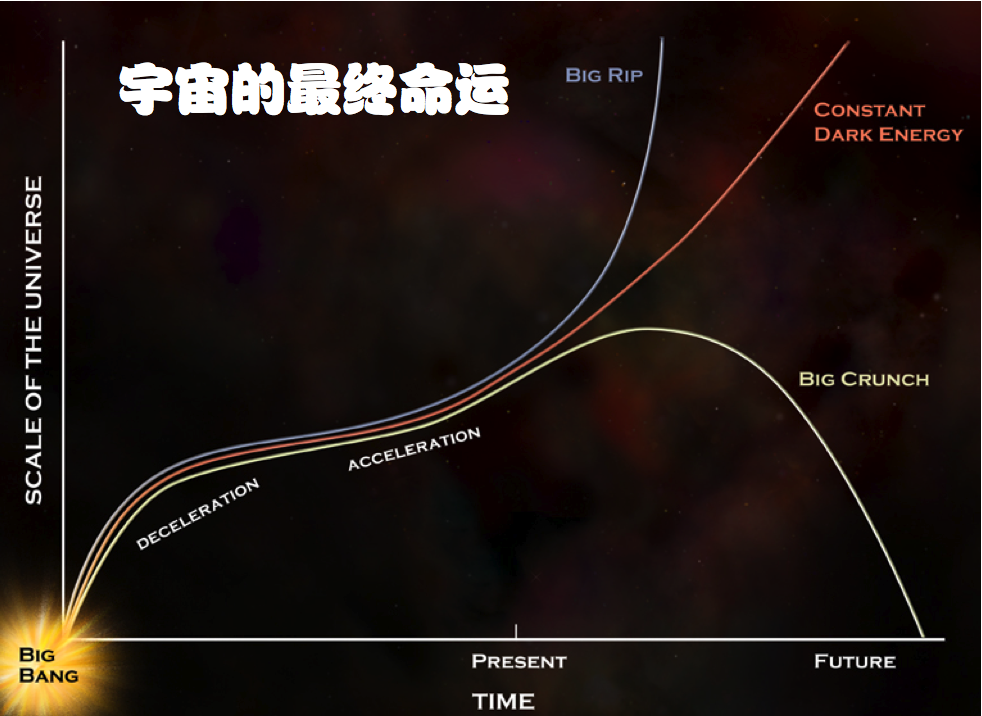 宇宙的最终命运
BIG RIP
CONSTANT
DARK ENERGY
SCALE OF THE UNIVERSE
BIG CRUNCH
ACCELERATION
DECELERATION
BIG
BANG
PRESENT
FUTURE
TIME